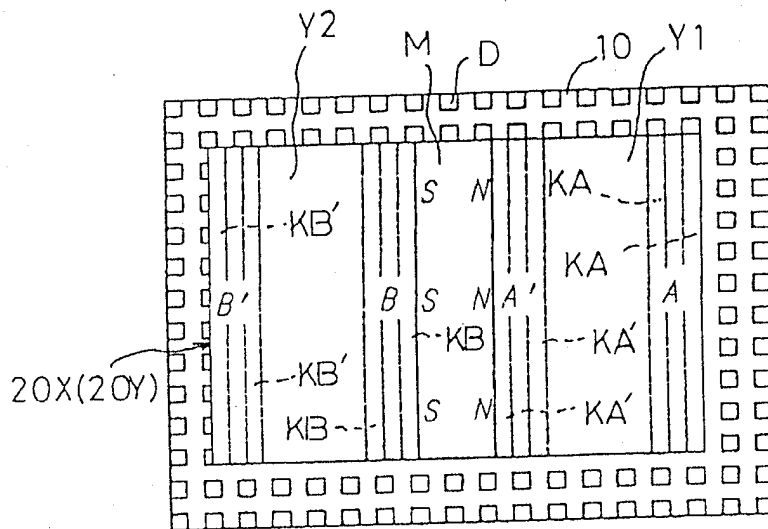 Y2 M D 10 Y1
S N KA
KB′
KA
B′ B S N A′ A
KB KA′
20X(20Y) KB′
KB S N KA′